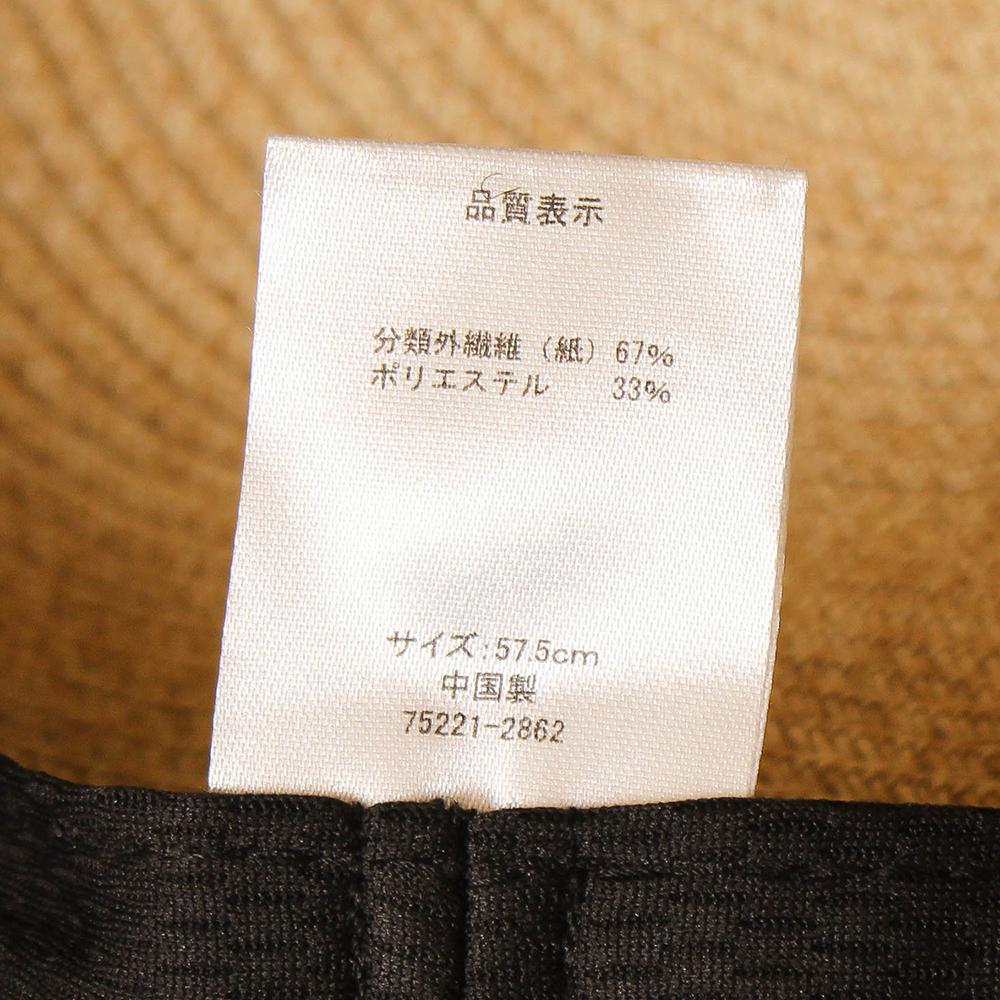 品質表示
分類外繊維（紙）67%
ポリエステル 33%
サイズ:57.5cm
中国製
75221-2862